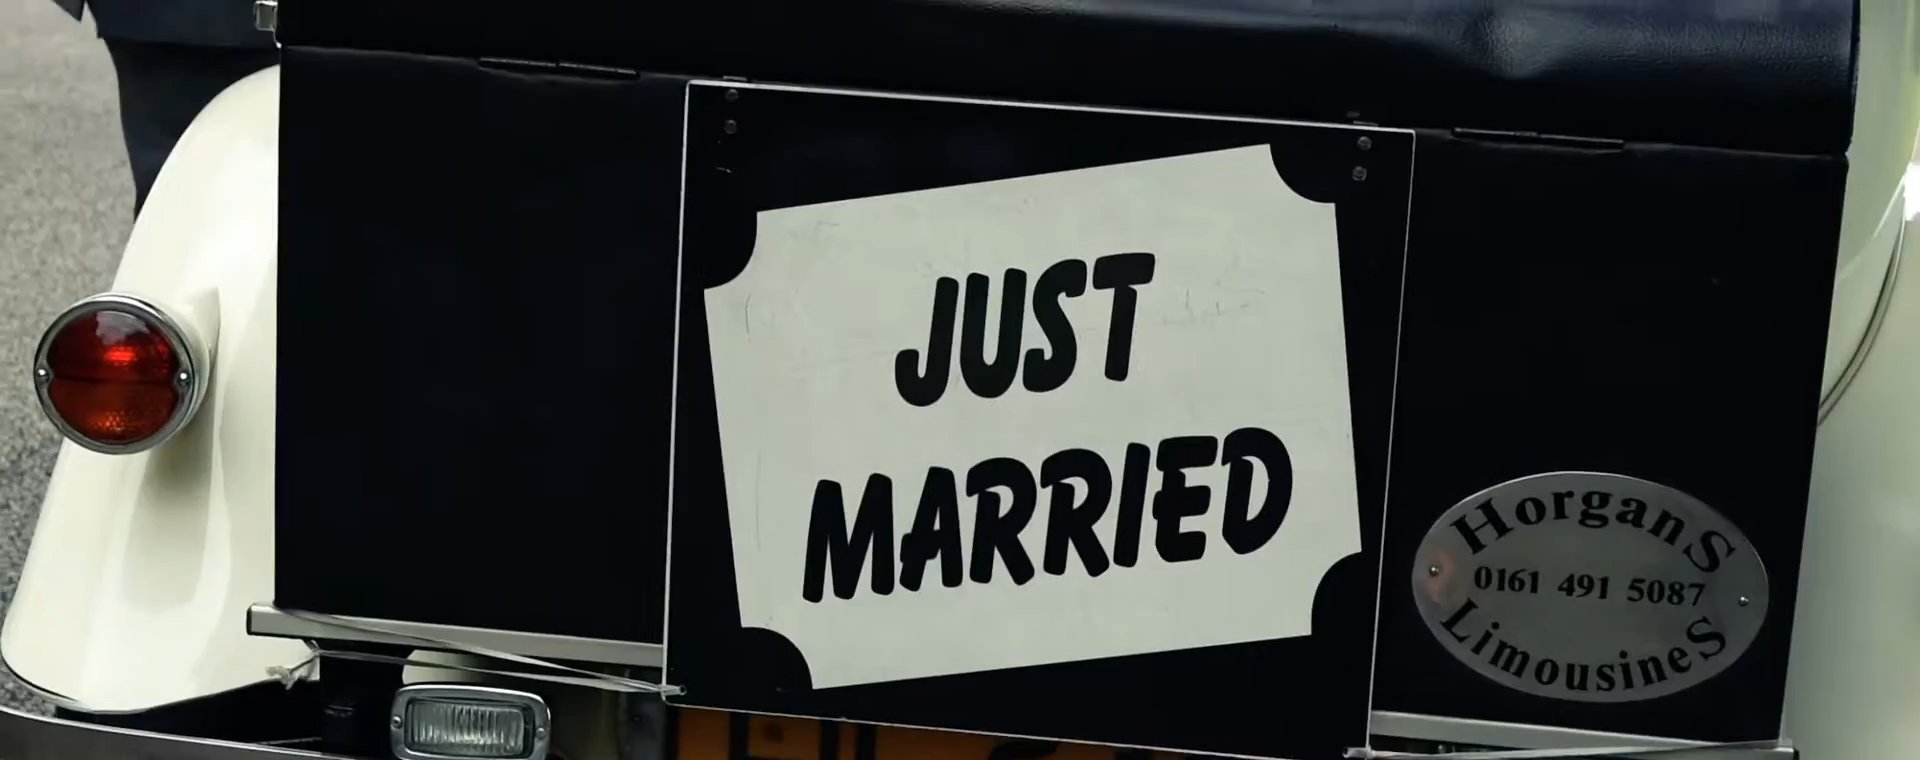 JUST
MARRIED
HorganS
0161 491 5087
LimousineS